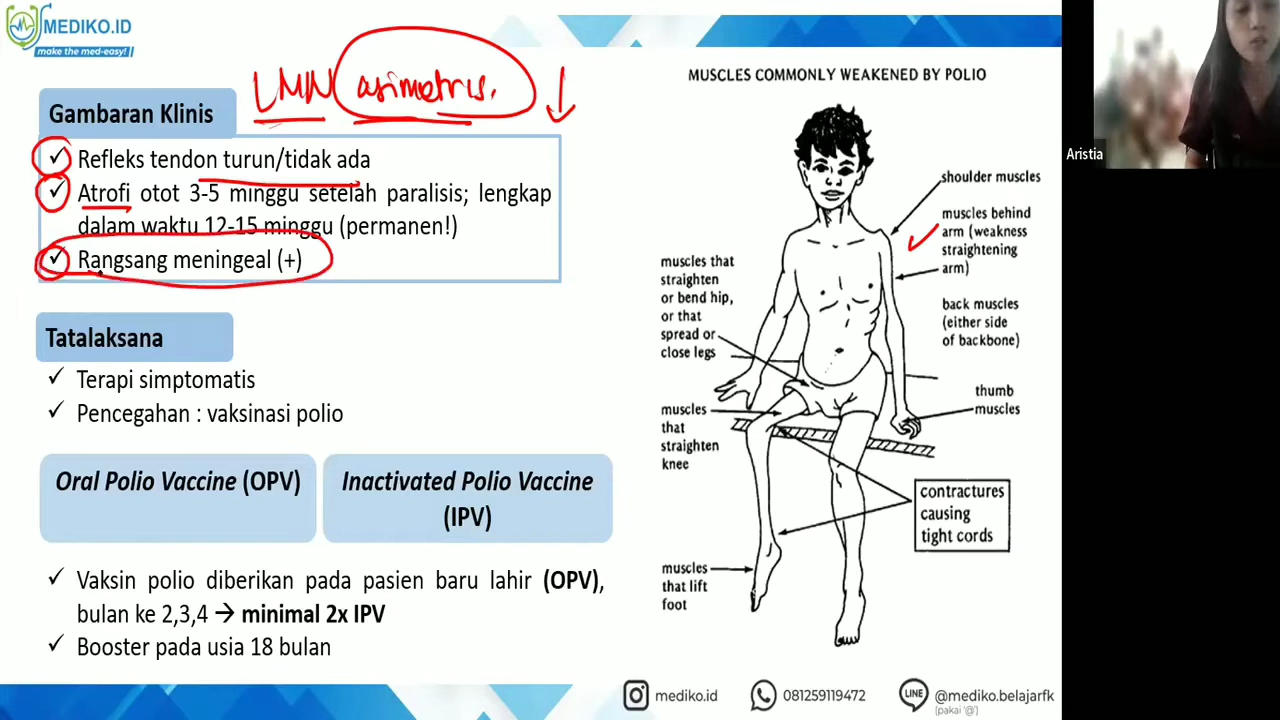 MEDIKO.ID
make the med-easy!
LMN asimetris.
Gambaran Klinis
✓ Refleks tendon turun/tidak ada
✓ Atrofi otot 3-5 minggu setelah paralisis; lengkap
dalam waktu 12-15 minggu (permanen!)
✓ Rangsang meningeal (+)
Tatalaksana
✓ Terapi simptomatis
✓ Pencegahan : vaksinasi polio
Oral Polio Vaccine (OPV)
Inactivated Polio Vaccine
(IPV)
✓ Vaksin polio diberikan pada pasien baru lahir (OPV),
bulan ke 2,3,4 → minimal 2x IPV
✓ Booster pada usia 18 bulan
MUSCLES COMMONLY WEAKENED BY POLIO
shoulder muscles
muscles behind
arm (weakness
straightening
arm)
muscles that
straighten
or bend hip,
or that
spread or
close legs
back muscles
(either side
of backbone)
thumb
muscles
muscles
that
straighten
knee
contractures
causing
tight cords
muscles
that lift
foot
mediko.id
081259119472
LINE
@mediko.belajarfk
(pakai '@')
Aristia